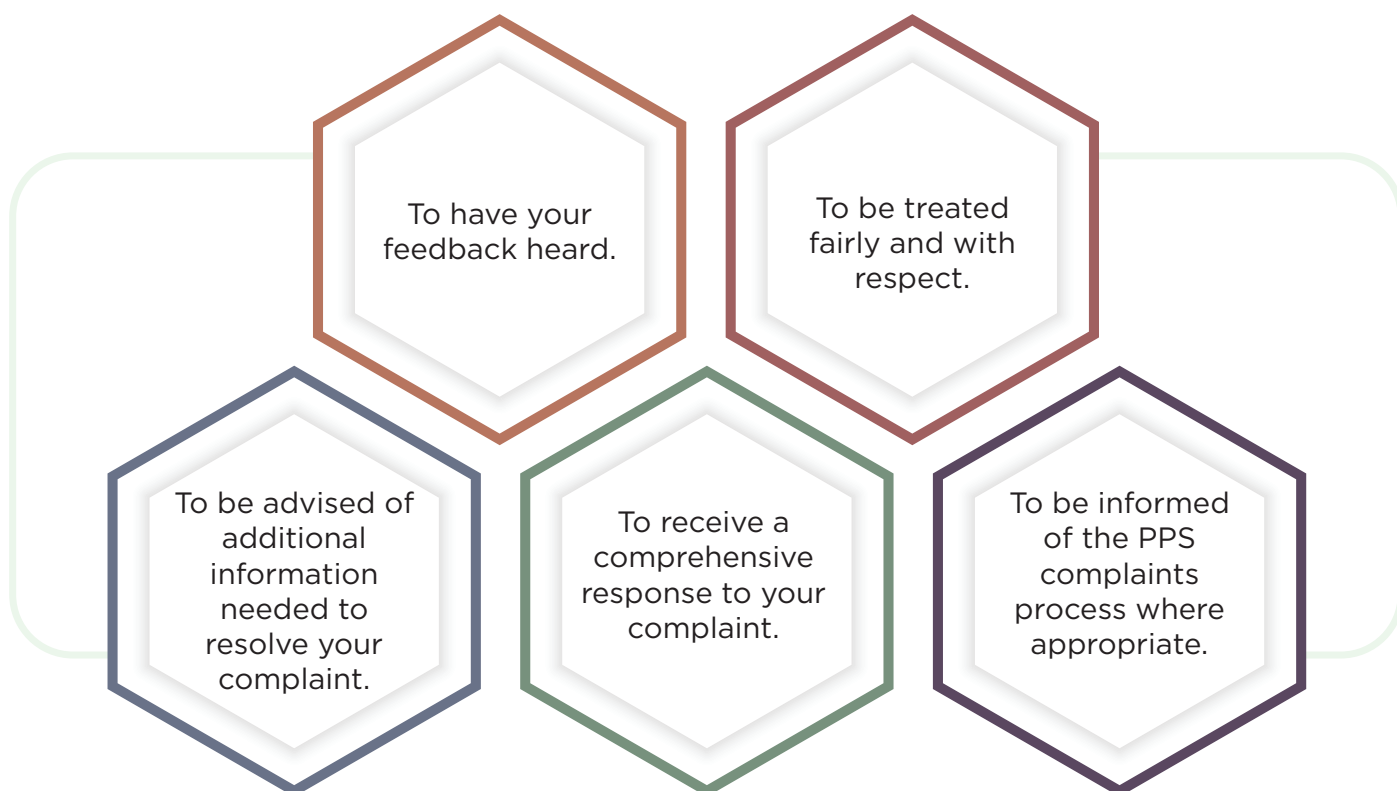 To have your
feedback heard.
To be treated
fairly and with
respect.
To be advised of
additional
information
needed to
resolve your
complaint.
To receive a
comprehensive
response to your
complaint.
To be informed
of the PPS
complaints
process where
appropriate.